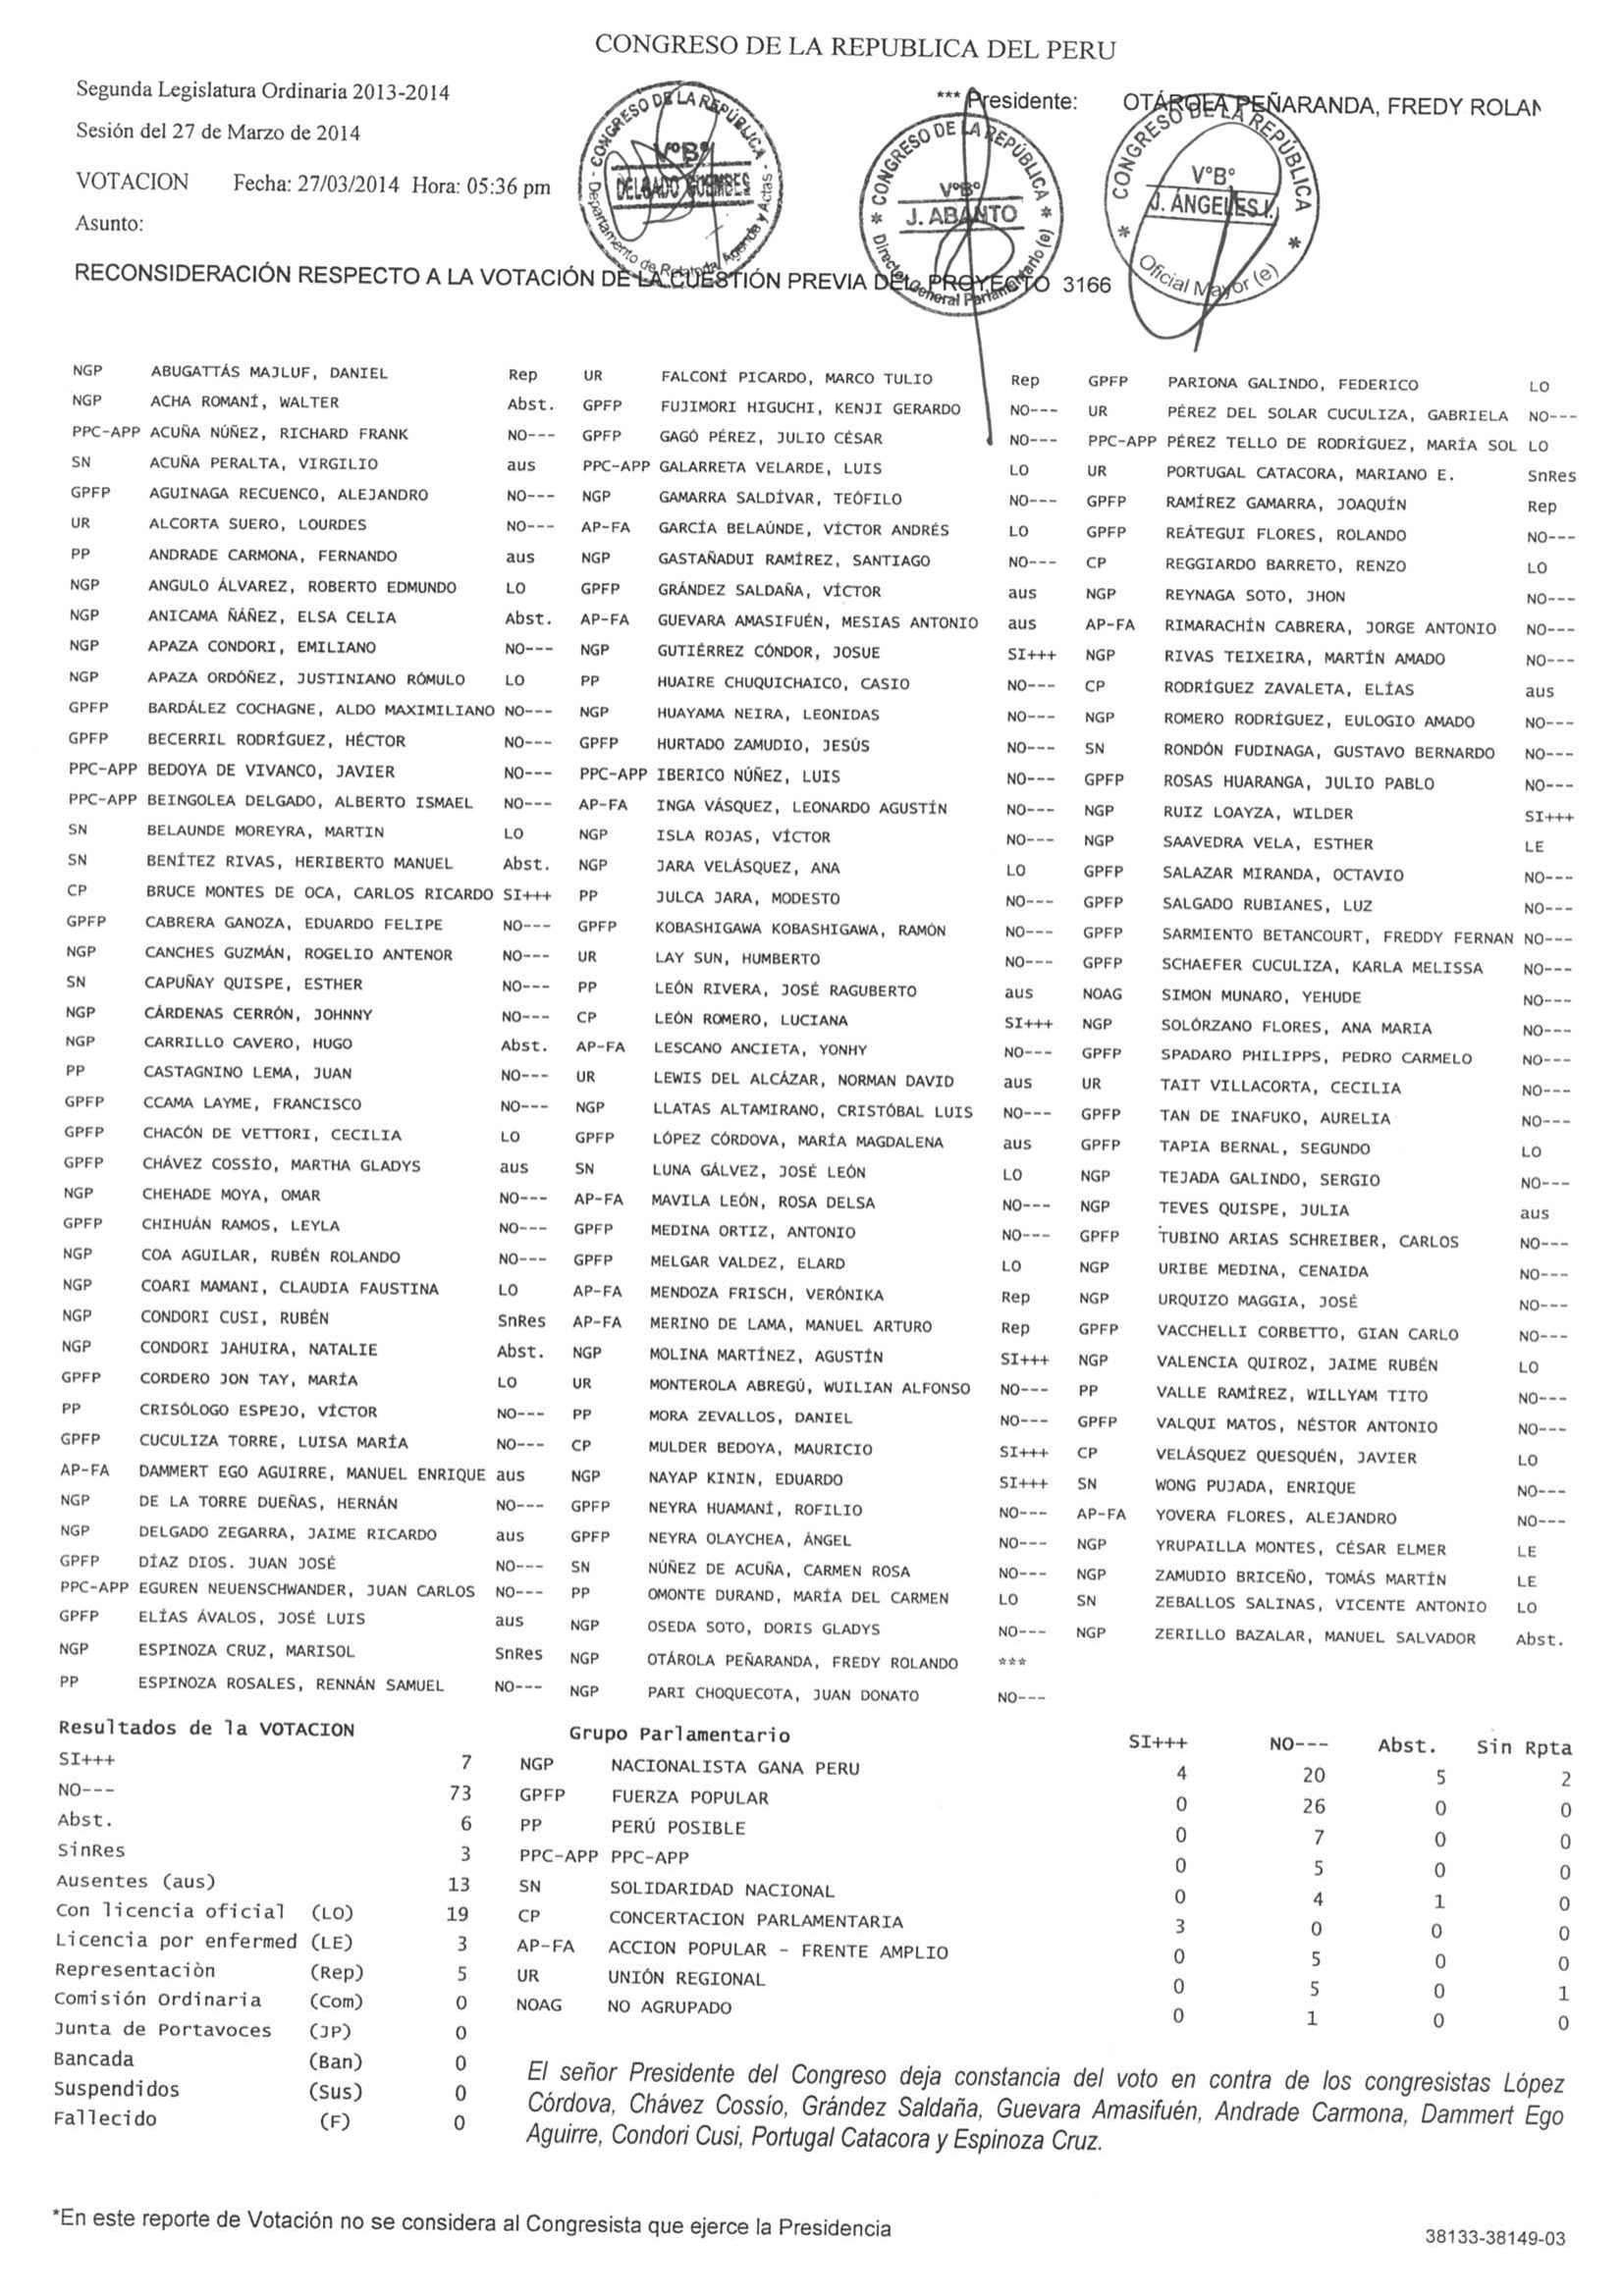 CONGRESO DE LA REPUBLICA DEL PERU
Segunda Legislatura Ordinaria 2013-2014
*** Presidente: OTÁROLA PEÑARANDA, FREDY ROLAN
Sesión del 27 de Marzo de 2014
VOTACION Fecha: 27/03/2014 Hora: 05:36 pm
Asunto:
CONGRESO DE LA REPÚBLICA
V°B°
DELGADO GUEMBES
Departamento de Relatoría, Agenda y Actas
CONGRESO DE LA REPÚBLICA
V°B°
J. ABANTO
Director General Parlamentario (e)
CONGRESO DE LA REPÚBLICA
V°B°
J. ÁNGELES I.
Oficial Mayor (e)
RECONSIDERACIÓN RESPECTO A LA VOTACIÓN DE LA CUESTIÓN PREVIA DEL PROYECTO 3166
NGP ABUGATTÁS MAJLUF, DANIEL Rep UR FALCONÍ PICARDO, MARCO TULIO Rep GPFP PARIONA GALINDO, FEDERICO LO
NGP ACHA ROMANÍ, WALTER Abst. GPFP FUJIMORI HIGUCHI, KENJI GERARDO NO--- UR PÉREZ DEL SOLAR CUCULIZA, GABRIELA NO---
PPC-APP ACUÑA NÚÑEZ, RICHARD FRANK NO--- GPFP GAGÓ PÉREZ, JULIO CÉSAR NO--- PPC-APP PÉREZ TELLO DE RODRÍGUEZ, MARÍA SOL LO
SN ACUÑA PERALTA, VIRGILIO aus PPC-APP GALARRETA VELARDE, LUIS LO UR PORTUGAL CATACORA, MARIANO E. SnRes
GPFP AGUINAGA RECUENCO, ALEJANDRO NO--- NGP GAMARRA SALDÍVAR, TEÓFILO NO--- GPFP RAMÍREZ GAMARRA, JOAQUÍN Rep
UR ALCORTA SUERO, LOURDES NO--- AP-FA GARCÍA BELAÚNDE, VÍCTOR ANDRÉS LO GPFP REÁTEGUI FLORES, ROLANDO NO---
PP ANDRADE CARMONA, FERNANDO aus NGP GASTAÑADUI RAMÍREZ, SANTIAGO NO--- CP REGGIARDO BARRETO, RENZO LO
NGP ANGULO ÁLVAREZ, ROBERTO EDMUNDO LO GPFP GRÁNDEZ SALDAÑA, VÍCTOR aus NGP REYNAGA SOTO, JHON NO---
NGP ANICAMA ÑÁÑEZ, ELSA CELIA Abst. AP-FA GUEVARA AMASIFUÉN, MESIAS ANTONIO aus AP-FA RIMARACHÍN CABRERA, JORGE ANTONIO NO---
NGP APAZA CONDORI, EMILIANO NO--- NGP GUTIÉRREZ CÓNDOR, JOSUE SI+++ NGP RIVAS TEIXEIRA, MARTÍN AMADO NO---
NGP APAZA ORDÓÑEZ, JUSTINIANO RÓMULO LO PP HUAIRE CHUQUICHAICO, CASIO NO--- CP RODRÍGUEZ ZAVALETA, ELÍAS aus
GPFP BARDÁLEZ COCHAGNE, ALDO MAXIMILIANO NO--- NGP HUAYAMA NEIRA, LEONIDAS NO--- NGP ROMERO RODRÍGUEZ, EULOGIO AMADO NO---
GPFP BECERRIL RODRÍGUEZ, HÉCTOR NO--- GPFP HURTADO ZAMUDIO, JESÚS NO--- SN RONDÓN FUDINAGA, GUSTAVO BERNARDO NO---
PPC-APP BEDOYA DE VIVANCO, JAVIER NO--- PPC-APP IBERICO NÚÑEZ, LUIS NO--- GPFP ROSAS HUARANGA, JULIO PABLO NO---
PPC-APP BEINGOLEA DELGADO, ALBERTO ISMAEL NO--- AP-FA INGA VÁSQUEZ, LEONARDO AGUSTÍN NO--- NGP RUIZ LOAYZA, WILDER SI+++
SN BELAUNDE MOREYRA, MARTIN LO NGP ISLA ROJAS, VÍCTOR NO--- NGP SAAVEDRA VELA, ESTHER LE
SN BENÍTEZ RIVAS, HERIBERTO MANUEL Abst. NGP JARA VELÁSQUEZ, ANA LO GPFP SALAZAR MIRANDA, OCTAVIO NO---
CP BRUCE MONTES DE OCA, CARLOS RICARDO SI+++ PP JULCA JARA, MODESTO NO--- GPFP SALGADO RUBIANES, LUZ NO---
GPFP CABRERA GANOZA, EDUARDO FELIPE NO--- GPFP KOBASHIGAWA KOBASHIGAWA, RAMÓN NO--- GPFP SARMIENTO BETANCOURT, FREDDY FERNAN NO---
NGP CANCHES GUZMÁN, ROGELIO ANTENOR NO--- UR LAY SUN, HUMBERTO NO--- GPFP SCHAEFER CUCULIZA, KARLA MELISSA NO---
SN CAPUÑAY QUISPE, ESTHER NO--- PP LEÓN RIVERA, JOSÉ RAGUBERTO aus NOAG SIMON MUNARO, YEHUDE NO---
NGP CÁRDENAS CERRÓN, JOHNNY NO--- CP LEÓN ROMERO, LUCIANA SI+++ NGP SOLÓRZANO FLORES, ANA MARIA NO---
NGP CARRILLO CAVERO, HUGO Abst. AP-FA LESCANO ANCIETA, YONHY NO--- GPFP SPADARO PHILIPPS, PEDRO CARMELO NO---
PP CASTAGNINO LEMA, JUAN NO--- UR LEWIS DEL ALCÁZAR, NORMAN DAVID aus UR TAIT VILLACORTA, CECILIA NO---
GPFP CCAMA LAYME, FRANCISCO NO--- NGP LLATAS ALTAMIRANO, CRISTÓBAL LUIS NO--- GPFP TAN DE INAFUKO, AURELIA NO---
GPFP CHACÓN DE VETTORI, CECILIA LO GPFP LÓPEZ CÓRDOVA, MARÍA MAGDALENA aus GPFP TAPIA BERNAL, SEGUNDO LO
GPFP CHÁVEZ COSSÍO, MARTHA GLADYS aus SN LUNA GÁLVEZ, JOSÉ LEÓN LO NGP TEJADA GALINDO, SERGIO NO---
NGP CHEHADE MOYA, OMAR NO--- AP-FA MAVILA LEÓN, ROSA DELSA NO--- NGP TEVES QUISPE, JULIA aus
GPFP CHIHUÁN RAMOS, LEYLA NO--- GPFP MEDINA ORTIZ, ANTONIO NO--- GPFP TUBINO ARIAS SCHREIBER, CARLOS NO---
NGP COA AGUILAR, RUBÉN ROLANDO NO--- GPFP MELGAR VALDEZ, ELARD LO NGP URIBE MEDINA, CENAIDA NO---
NGP COARI MAMANI, CLAUDIA FAUSTINA LO AP-FA MENDOZA FRISCH, VERÓNIKA Rep NGP URQUIZO MAGGIA, JOSÉ NO---
NGP CONDORI CUSI, RUBÉN SnRes AP-FA MERINO DE LAMA, MANUEL ARTURO Rep GPFP VACCHELLI CORBETTO, GIAN CARLO NO---
NGP CONDORI JAHUIRA, NATALIE Abst. NGP MOLINA MARTÍNEZ, AGUSTÍN SI+++ NGP VALENCIA QUIROZ, JAIME RUBÉN LO
GPFP CORDERO JON TAY, MARÍA LO UR MONTEROLA ABREGÚ, WUILIAN ALFONSO NO--- PP VALLE RAMÍREZ, WILLYAM TITO NO---
PP CRISÓLOGO ESPEJO, VÍCTOR NO--- PP MORA ZEVALLOS, DANIEL NO--- GPFP VALQUI MATOS, NÉSTOR ANTONIO NO---
GPFP CUCULIZA TORRE, LUISA MARÍA NO--- CP MULDER BEDOYA, MAURICIO SI+++ CP VELÁSQUEZ QUESQUÉN, JAVIER LO
AP-FA DAMMERT EGO AGUIRRE, MANUEL ENRIQUE aus NGP NAYAP KININ, EDUARDO SI+++ SN WONG PUJADA, ENRIQUE NO---
NGP DE LA TORRE DUEÑAS, HERNÁN NO--- GPFP NEYRA HUAMANÍ, ROFILIO NO--- AP-FA YOVERA FLORES, ALEJANDRO NO---
NGP DELGADO ZEGARRA, JAIME RICARDO aus GPFP NEYRA OLAYCHEA, ÁNGEL NO--- NGP YRUPAILLA MONTES, CÉSAR ELMER LE
GPFP DÍAZ DIOS. JUAN JOSÉ NO--- SN NÚÑEZ DE ACUÑA, CARMEN ROSA NO--- NGP ZAMUDIO BRICEÑO, TOMÁS MARTÍN LE
PPC-APP EGUREN NEUENSCHWANDER, JUAN CARLOS NO--- PP OMONTE DURAND, MARÍA DEL CARMEN LO SN ZEBALLOS SALINAS, VICENTE ANTONIO LO
GPFP ELÍAS ÁVALOS, JOSÉ LUIS aus NGP OSEDA SOTO, DORIS GLADYS NO--- NGP ZERILLO BAZALAR, MANUEL SALVADOR Abst.
NGP ESPINOZA CRUZ, MARISOL SnRes NGP OTÁROLA PEÑARANDA, FREDY ROLANDO ***
PP ESPINOZA ROSALES, RENNÁN SAMUEL NO--- NGP PARI CHOQUECOTA, JUAN DONATO NO---
Resultados de la VOTACION Grupo Parlamentario SI+++ NO--- Abst. Sin Rpta
SI+++ 7 NGP NACIONALISTA GANA PERU 4 20 5 2
NO--- 73 GPFP FUERZA POPULAR 0 26 0 0
Abst. 6 PP PERÚ POSIBLE 0 7 0 0
SinRes 3 PPC-APP PPC-APP 0 5 0 0
Ausentes (aus) 13 SN SOLIDARIDAD NACIONAL 0 4 1 0
Con licencia oficial (LO) 19 CP CONCERTACION PARLAMENTARIA 3 0 0 0
Licencia por enfermed (LE) 3 AP-FA ACCION POPULAR - FRENTE AMPLIO 0 5 0 0
Representaciòn (Rep) 5 UR UNIÓN REGIONAL 0 5 0 1
Comisión Ordinaria (Com) 0 NOAG NO AGRUPADO 0 1 0 0
Junta de Portavoces (JP) 0
Bancada (Ban) 0
Suspendidos (Sus) 0
Fallecido (F) 0
El señor Presidente del Congreso deja constancia del voto en contra de los congresistas López
Córdova, Chávez Cossío, Grández Saldaña, Guevara Amasifuén, Andrade Carmona, Dammert Ego
Aguirre, Condori Cusi, Portugal Catacora y Espinoza Cruz.
*En este reporte de Votación no se considera al Congresista que ejerce la Presidencia
38133-38149-03